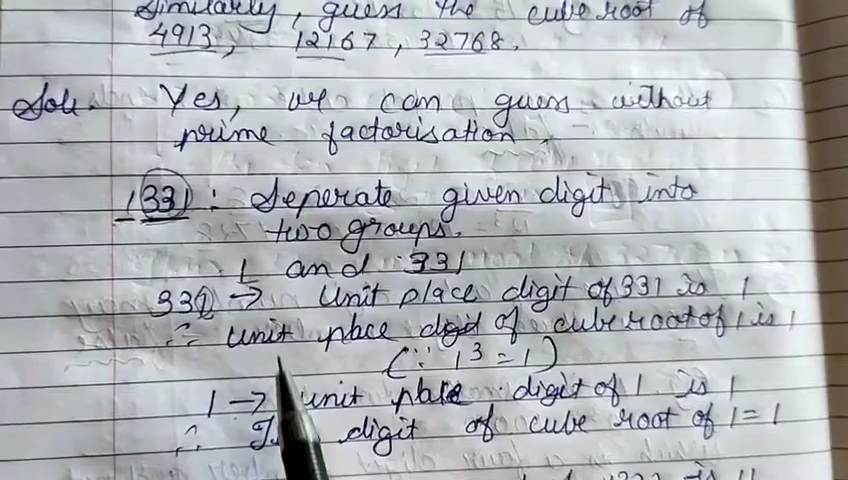 Similarly, guess the cube root of
4913, 12167, 32768.
Soln. Yes, we can guess without
prime factorisation.
1331: Seperate given digit into
two groups.
1 and 331
331 → Unit place digit of 331 is 1
∴ unit place digit of cube root of 1 is 1
(∵ 1³ = 1)
1 → unit place digit of 1 is 1
∴ digit of cube root of 1 = 1
is 11